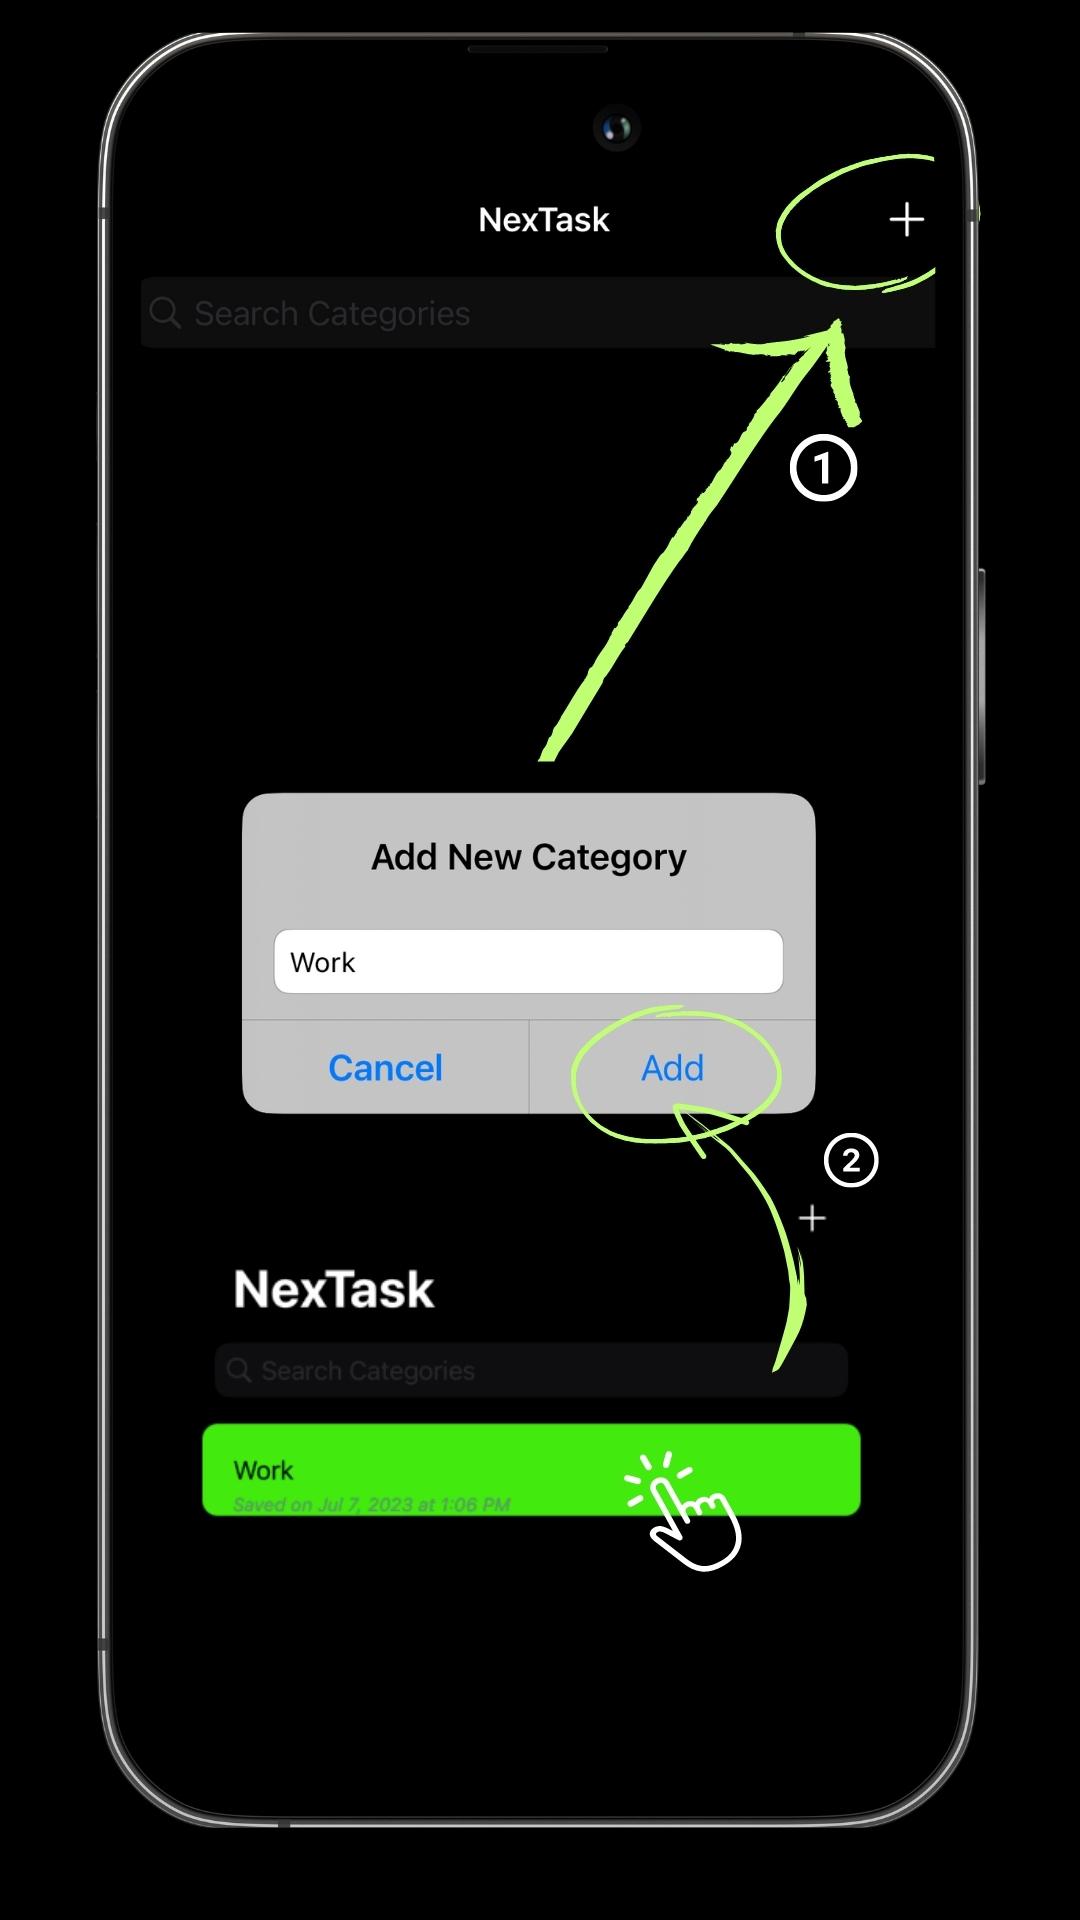 NexTask
Search Categories
1
Add New Category
Work
Cancel
Add
2
NexTask
Search Categories
Work
Saved on Jul 7, 2023 at 1:06 PM